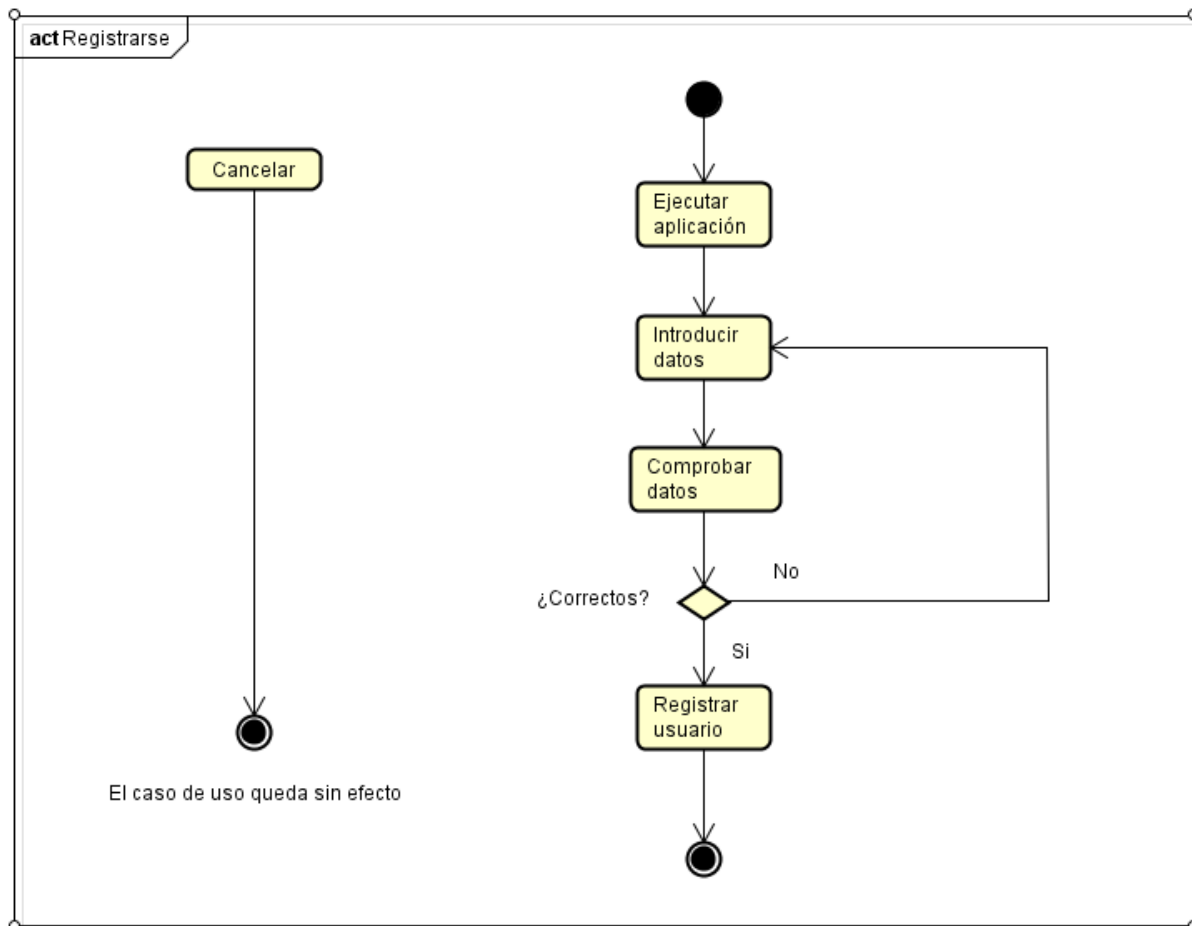 act Registrarse
Cancelar
Ejecutar
aplicación
Introducir
datos
Comprobar
datos
No
¿Correctos?
Si
Registrar
usuario
El caso de uso queda sin efecto